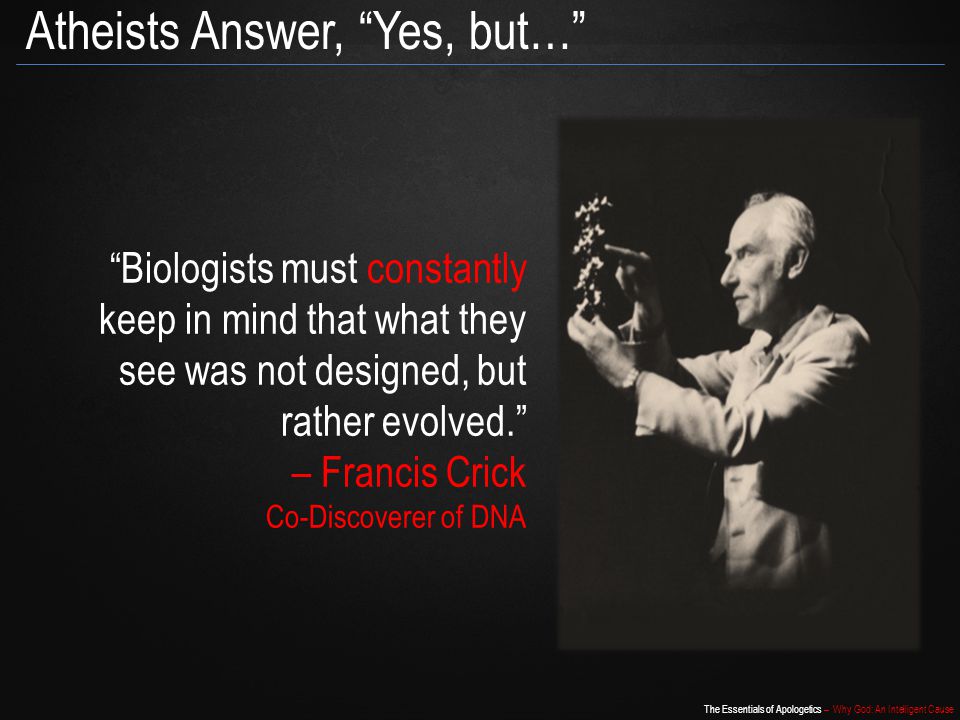 Atheists Answer, “Yes, but…”
“Biologists must constantly
keep in mind that what they
see was not designed, but
rather evolved.”
– Francis Crick
Co-Discoverer of DNA
The Essentials of Apologetics – Why God: An Intelligent Cause